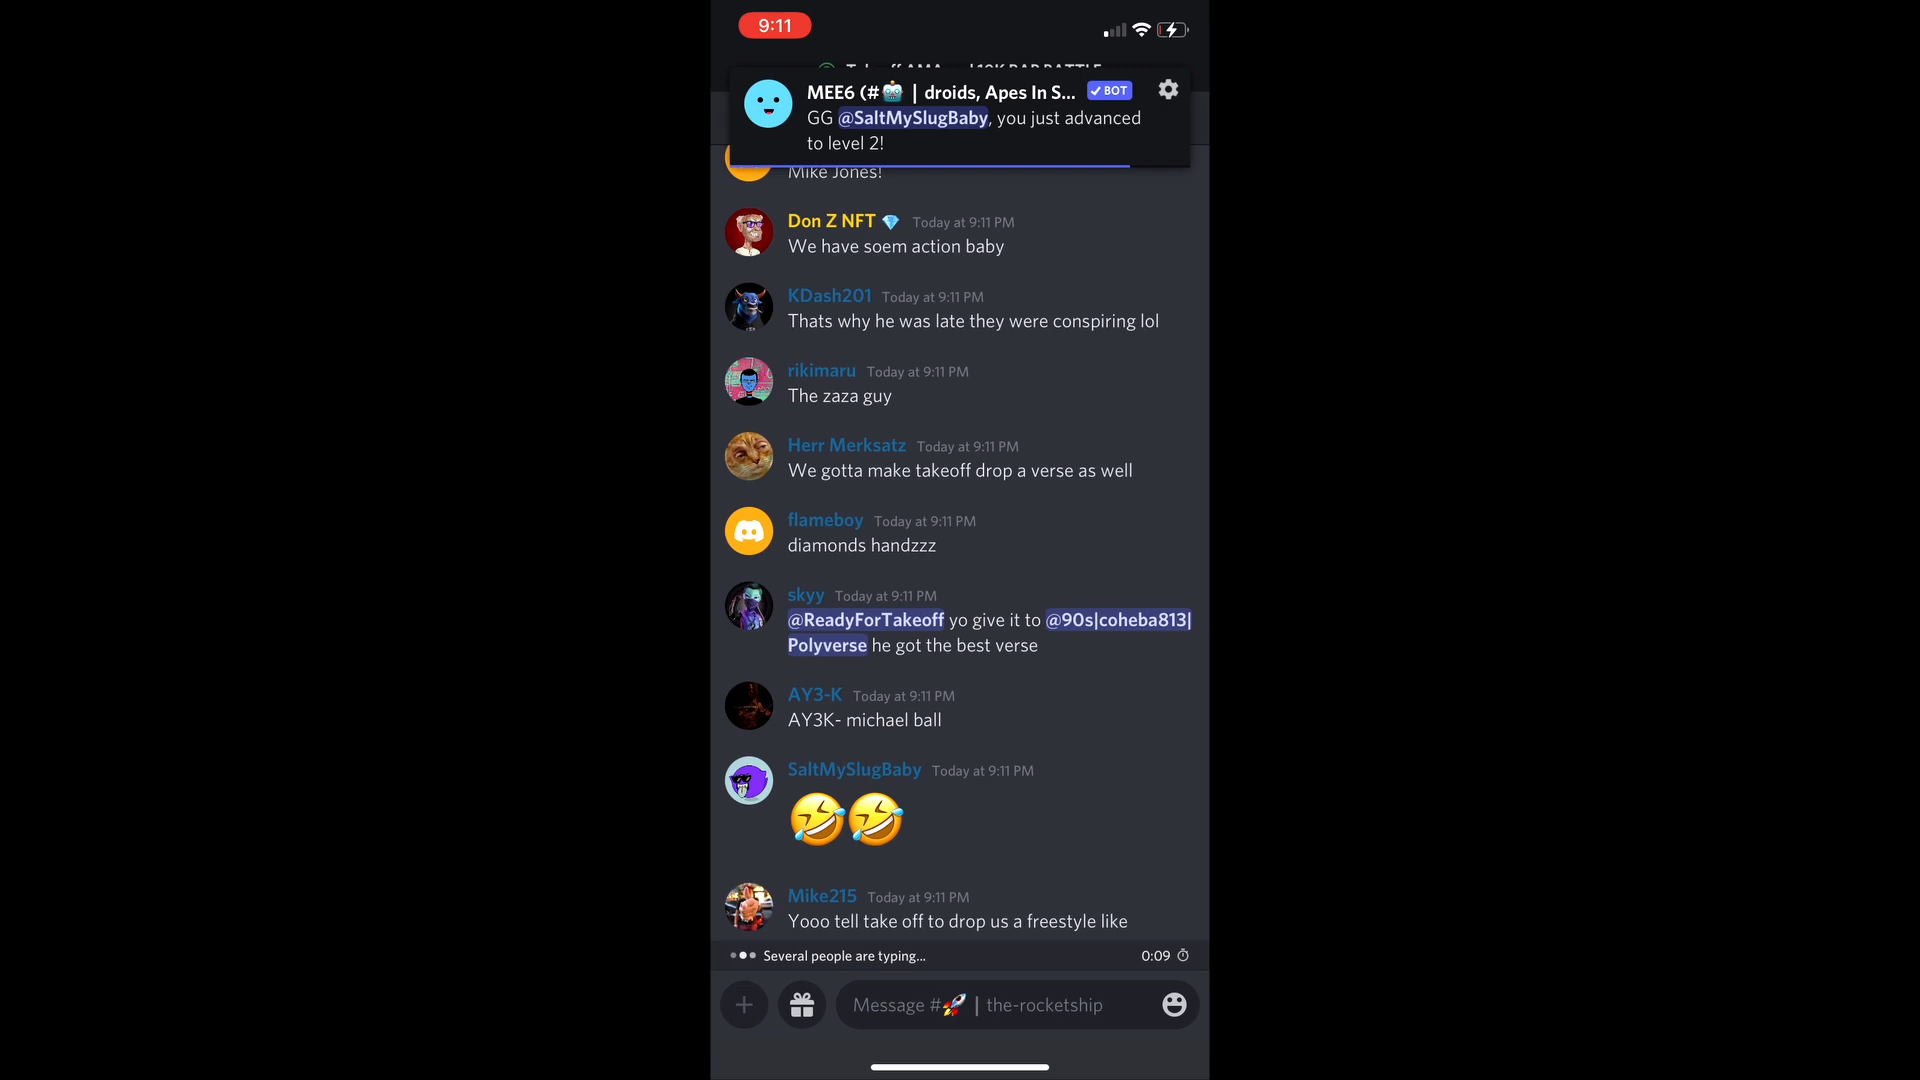 9:11
MEE6 (#🤖 | droids, Apes In S... ✓ BOT
GG @SaltMySlugBaby, you just advanced
to level 2!
Mike Jones!
Don Z NFT 💎 Today at 9:11 PM
We have soem action baby
KDash201 Today at 9:11 PM
Thats why he was late they were conspiring lol
rikimaru Today at 9:11 PM
The zaza guy
Herr Merksatz Today at 9:11 PM
We gotta make takeoff drop a verse as well
flameboy Today at 9:11 PM
diamonds handzzz
skyy Today at 9:11 PM
@ReadyForTakeoff yo give it to @90s|coheba813|
Polyverse he got the best verse
AY3-K Today at 9:11 PM
AY3K- michael ball
SaltMySlugBaby Today at 9:11 PM
🤣🤣
Mike215 Today at 9:11 PM
Yooo tell take off to drop us a freestyle like
Several people are typing... 0:09
Message #🚀 | the-rocketship